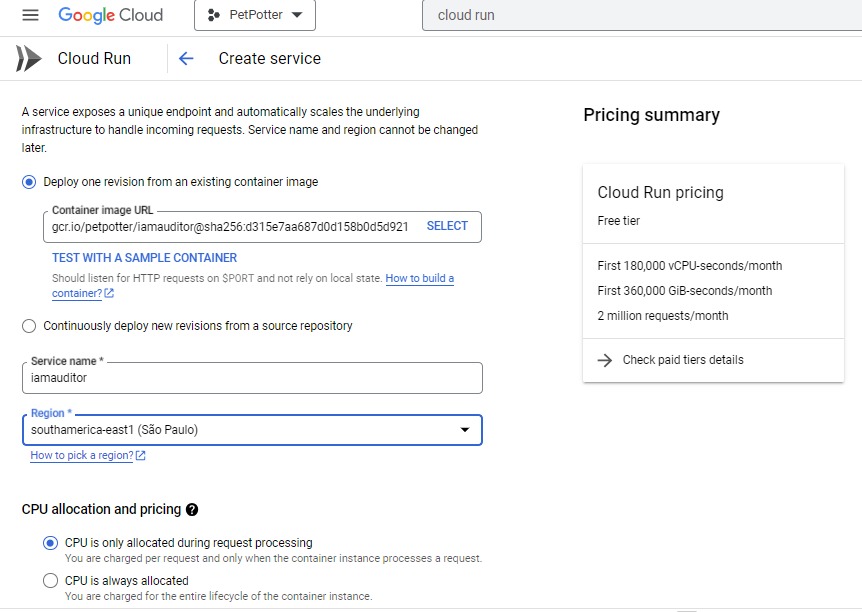 Google Cloud
PetPotter
cloud run
Cloud Run
Create service
A service exposes a unique endpoint and automatically scales the underlying
infrastructure to handle incoming requests. Service name and region cannot be changed
later.
Deploy one revision from an existing container image
Container image URL
gcr.io/petpotter/iamauditor@sha256:d315e7aa687d0d158b0d5d921
SELECT
TEST WITH A SAMPLE CONTAINER
Should listen for HTTP requests on $PORT and not rely on local state. How to build a
container?
Continuously deploy new revisions from a source repository
Service name *
iamauditor
Region *
southamerica-east1 (São Paulo)
How to pick a region?
CPU allocation and pricing
CPU is only allocated during request processing
You are charged per request and only when the container instance processes a request.
CPU is always allocated
You are charged for the entire lifecycle of the container instance.
Pricing summary
Cloud Run pricing
Free tier
First 180,000 vCPU-seconds/month
First 360,000 GiB-seconds/month
2 million requests/month
Check paid tiers details